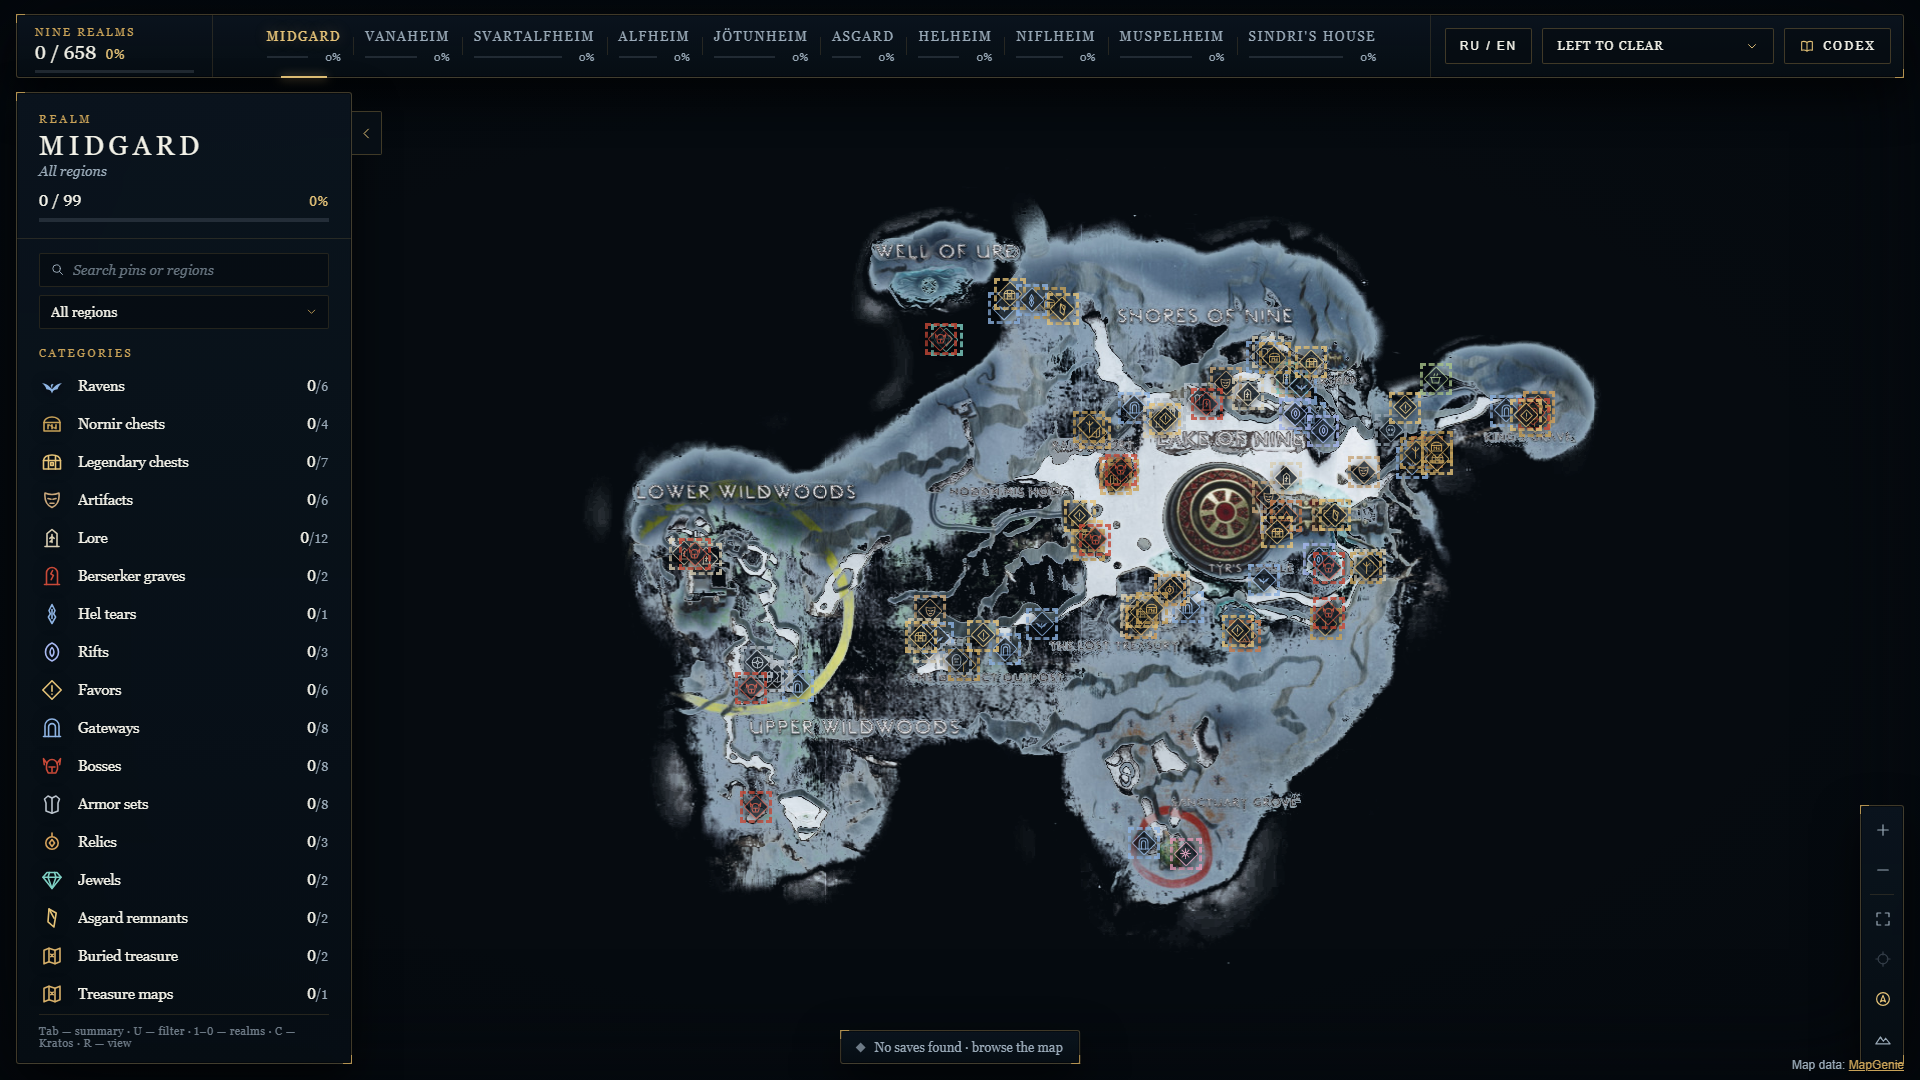 NINE REALMS
0 / 658 0%
MIDGARD
0%
VANAHEIM
0%
SVARTALFHEIM
0%
ALFHEIM
0%
JÖTUNHEIM
0%
ASGARD
0%
HELHEIM
0%
NIFLHEIM
0%
MUSPELHEIM
0%
SINDRI'S HOUSE
0%
RU / EN
LEFT TO CLEAR
CODEX
REALM
MIDGARD
All regions
0 / 99 0%
Search pins or regions
All regions
CATEGORIES
Ravens 0/6
Nornir chests 0/4
Legendary chests 0/7
Artifacts 0/6
Lore 0/12
Berserker graves 0/2
Hel tears 0/1
Rifts 0/3
Favors 0/6
Gateways 0/8
Bosses 0/8
Armor sets 0/8
Relics 0/3
Jewels 0/2
Asgard remnants 0/2
Buried treasure 0/2
Treasure maps 0/1
Tab — summary · U — filter · 1–0 — realms · C —
Kratos · R — view
WELL OF URD
SHORES OF NINE
LAKE OF NINE
LOWER WILDWOODS
UPPER WILDWOODS
SANCTUARY GROVE
No saves found · browse the map
Map data: MapGenie